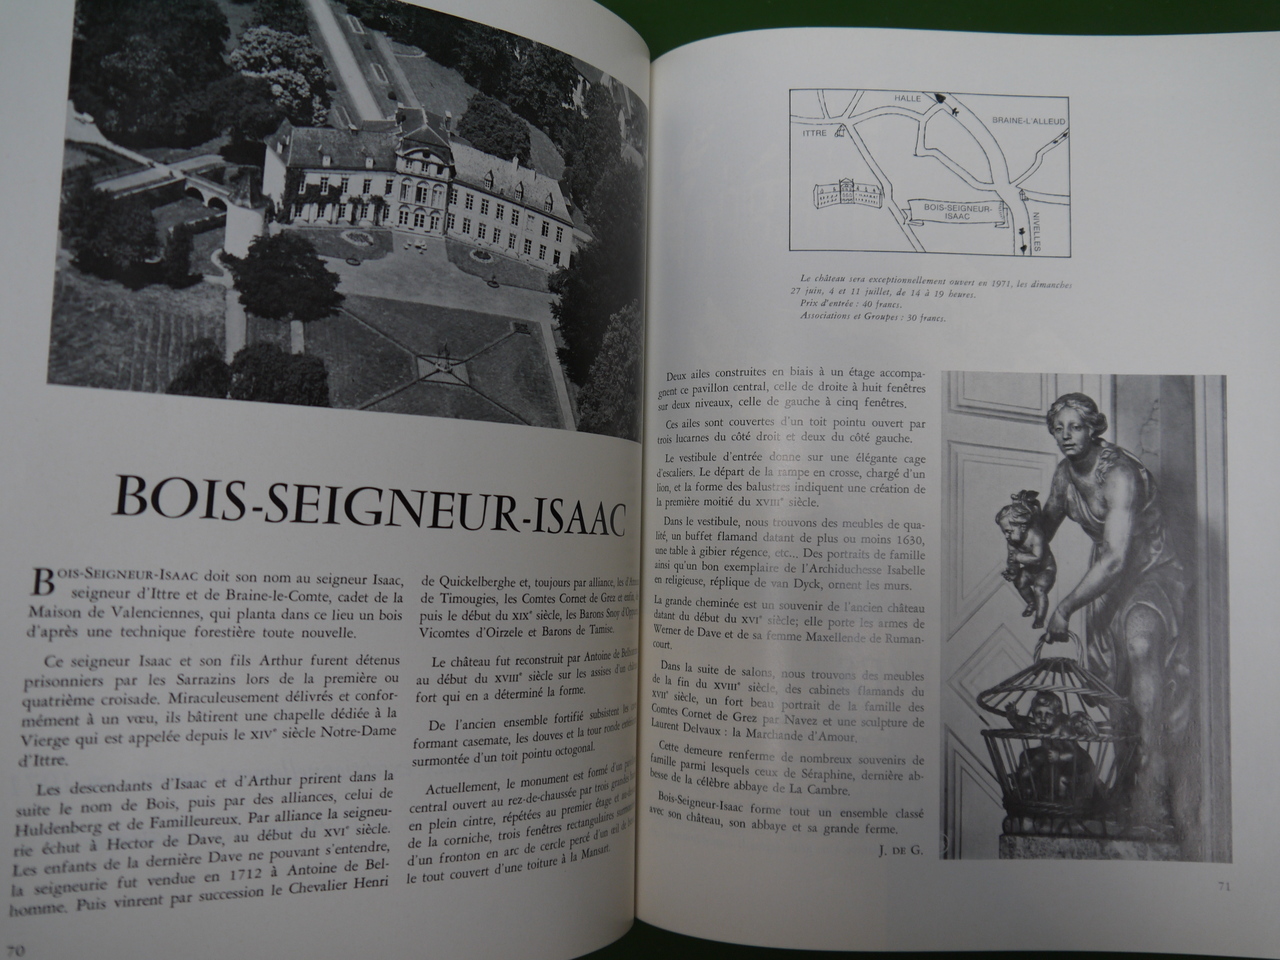 BOIS-SEIGNEUR-ISAAC
BOIS-SEIGNEUR-ISAAC doit son nom au seigneur Isaac,
seigneur d'Ittre et de Braine-le-Comte, cadet de la
Maison de Valenciennes, qui planta dans ce lieu un bois
d'après une technique forestière toute nouvelle.
Ce seigneur Isaac et son fils Arthur furent détenus
prisonniers par les Sarrazins lors de la première ou
quatrième croisade. Miraculeusement délivrés et confor-
mément à un vœu, ils bâtirent une chapelle dédiée à la
Vierge qui est appelée depuis le XIVe siècle Notre-Dame
d'Ittre.
Les descendants d'Isaac et d'Arthur prirent dans la
suite le nom de Bois, puis par des alliances, celui de
Huldenberg et de Familleureux. Par alliance la seigneu-
rie échut à Hector de Dave, au début du XVIe siècle.
Les enfants de la dernière Dave ne pouvant s'entendre,
la seigneurie fut vendue en 1712 à Antoine de Bel-
homme. Puis vinrent par succession le Chevalier Henri
70
de Quickelberghe et, toujours par alliance, les
de Timougies, les Comtes Cornet de Grez et enfin,
puis le début du XIXe siècle, les Barons Snoy
Vicomtes d'Oirzele et Barons de Tamise.
Le château fut reconstruit par Antoine de
au début du XVIIIe siècle sur les assises d'un
fort qui en a déterminé la forme.
De l'ancien ensemble fortifié subsistent les
formant casemate, les douves et la tour ronde
surmontée d'un toit pointu octogonal.
Actuellement, le monument est formé d'un
central ouvert au rez-de-chaussée par trois
en plein cintre, répétées au premier étage et
de la corniche, trois fenêtres rectangulaires
d'un fronton en arc de cercle percé d'un œil de
le tout couvert d'une toiture à la Mansart.
HALLE
BRAINE-L'ALLEUD
ITTRE
BOIS-SEIGNEUR-
ISAAC
NIVELLES
Le château sera exceptionnellement ouvert en 1971, les dimanches
27 juin, 4 et 11 juillet, de 14 à 19 heures.
Prix d'entrée : 40 francs.
Associations et Groupes : 30 francs.
Deux ailes construites en biais à un étage accompa-
gnent ce pavillon central, celle de droite à huit fenêtres
sur deux niveaux, celle de gauche à cinq fenêtres.
Ces ailes sont couvertes d'un toit pointu ouvert par
trois lucarnes du côté droit et deux du côté gauche.
Le vestibule d'entrée donne sur une élégante cage
d'escaliers. Le départ de la rampe en crosse, chargé d'un
lion, et la forme des balustres indiquent une création de
la première moitié du XVIIIe siècle.
Dans le vestibule, nous trouvons des meubles de qua-
lité, un buffet flamand datant de plus ou moins 1630,
une table à gibier régence, etc... Des portraits de famille
ainsi qu'un bon exemplaire de l'Archiduchesse Isabelle
en religieuse, réplique de van Dyck, ornent les murs.
La grande cheminée est un souvenir de l'ancien château
datant du début du XVIe siècle; elle porte les armes de
Werner de Dave et de sa femme Maxellende de Ruman-
court.
Dans la suite de salons, nous trouvons des meubles
de la fin du XVIIIe siècle, des cabinets flamands du
XVIIe siècle, un fort beau portrait de la famille des
Comtes Cornet de Grez par Navez et une sculpture de
Laurent Delvaux : la Marchande d'Amour.
Cette demeure renferme de nombreux souvenirs de
famille parmi lesquels ceux de Séraphine, dernière ab-
besse de la célèbre abbaye de La Cambre.
Bois-Seigneur-Isaac forme tout un ensemble classé
avec son château, son abbaye et sa grande ferme.
J. DE G.
71